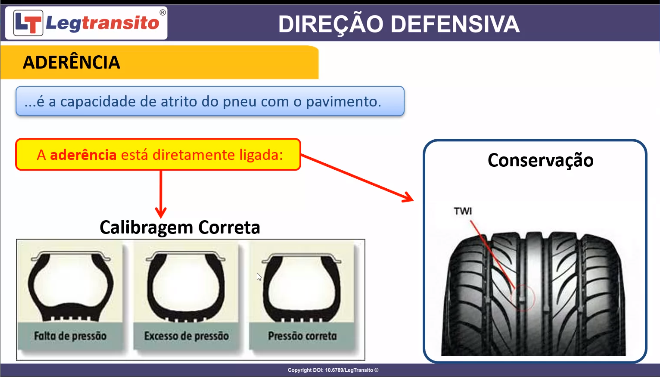 LT Legtransito®
DIREÇÃO DEFENSIVA
ADERÊNCIA
...é a capacidade de atrito do pneu com o pavimento.
A aderência está diretamente ligada:
Conservação
TWI
Calibragem Correta
Falta de pressão
Excesso de pressão
Pressão correta
Copyright DOI: 10.6789/LegTransito ©